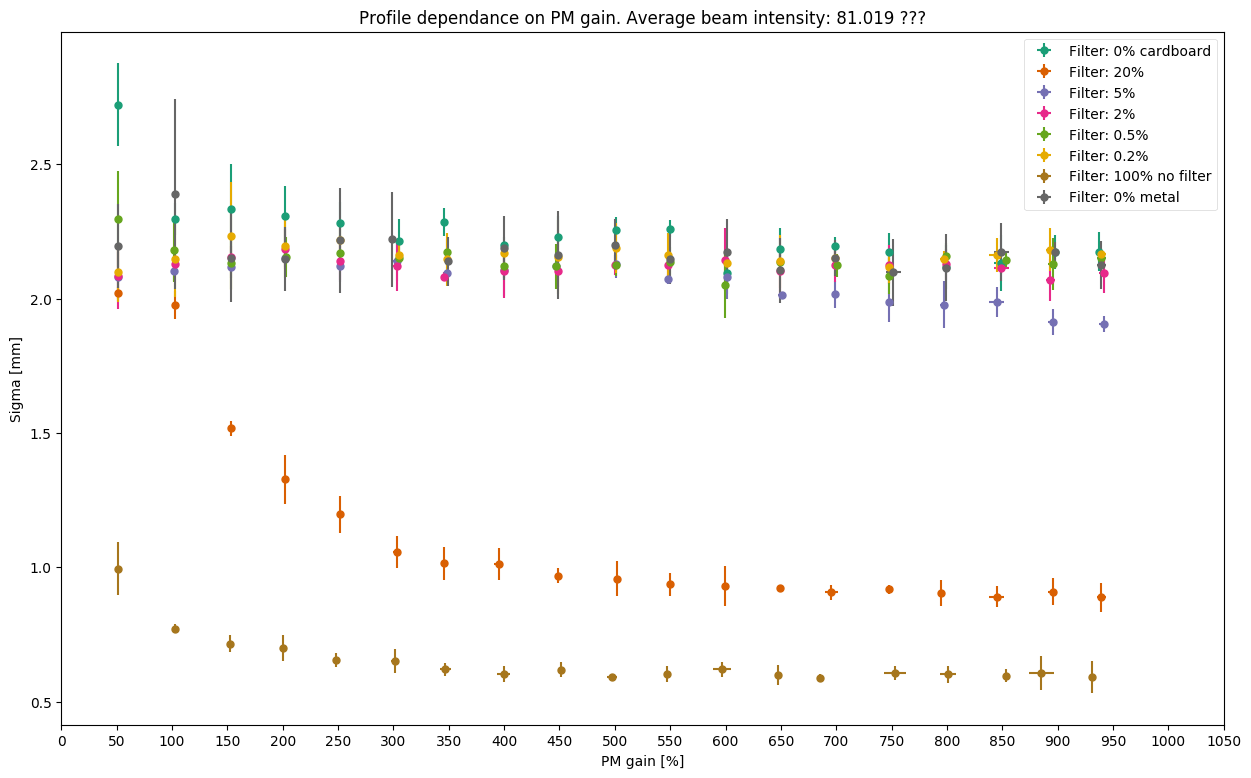 Profile dependance on PM gain. Average beam intensity: 81.019 ???
Filter: 0% cardboard
Filter: 20%
Filter: 5%
Filter: 2%
Filter: 0.5%
Filter: 0.2%
Filter: 100% no filter
Filter: 0% metal
Sigma [mm]
2.5
2.0
1.5
1.0
0.5
0 50 100 150 200 250 300 350 400 450 500 550 600 650 700 750 800 850 900 950 1000 1050
PM gain [%]